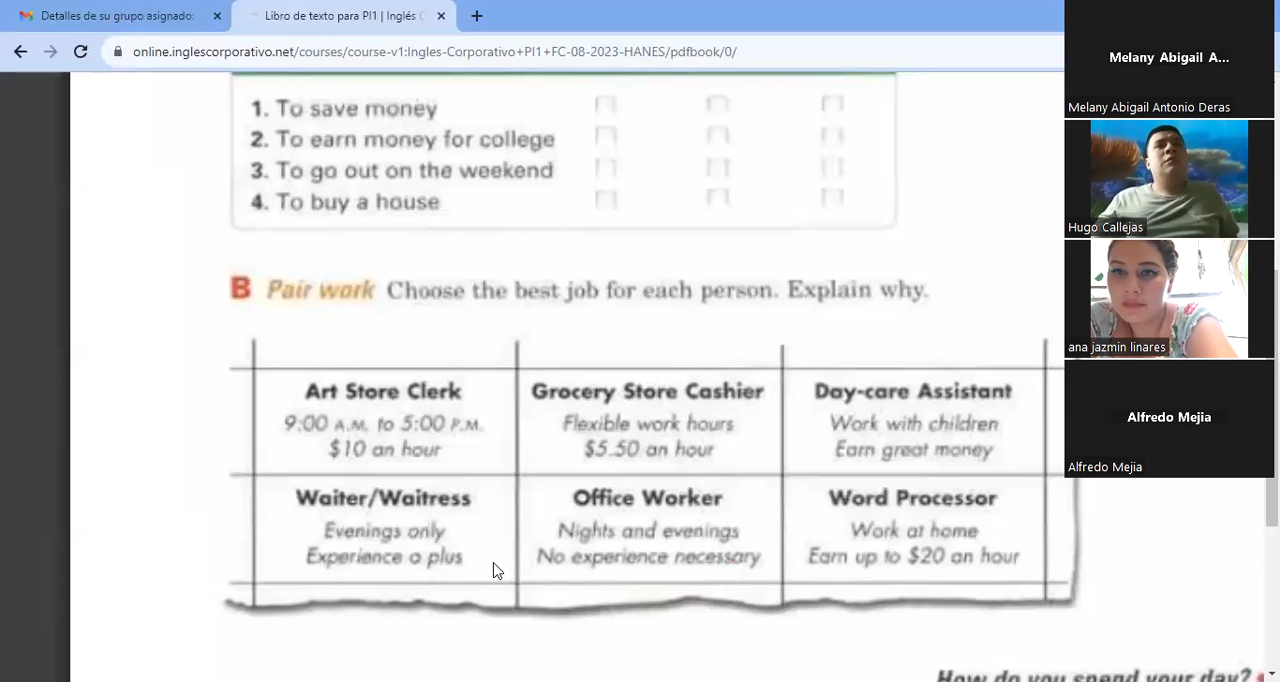 Detalles de su grupo asignado
Libro de texto para PI1 | Inglés C
online.inglescorporativo.net/courses/course-v1:Ingles-Corporativo+PI1+FC-08-2023-HANES/pdfbook/0/
1. To save money
2. To earn money for college
3. To go out on the weekend
4. To buy a house
B Pair work Choose the best job for each person. Explain why.
Art Store Clerk
9:00 A.M. to 5:00 P.M.
$10 an hour
Grocery Store Cashier
Flexible work hours
$5.50 an hour
Day-care Assistant
Work with children
Earn great money
Waiter/Waitress
Evenings only
Experience a plus
Office Worker
Nights and evenings
No experience necessary
Word Processor
Work at home
Earn up to $20 an hour
How do you spend your day?
Melany Abigail A...
Melany Abigail Antonio Deras
Hugo Callejas
ana jazmin linares
Alfredo Mejia
Alfredo Mejia